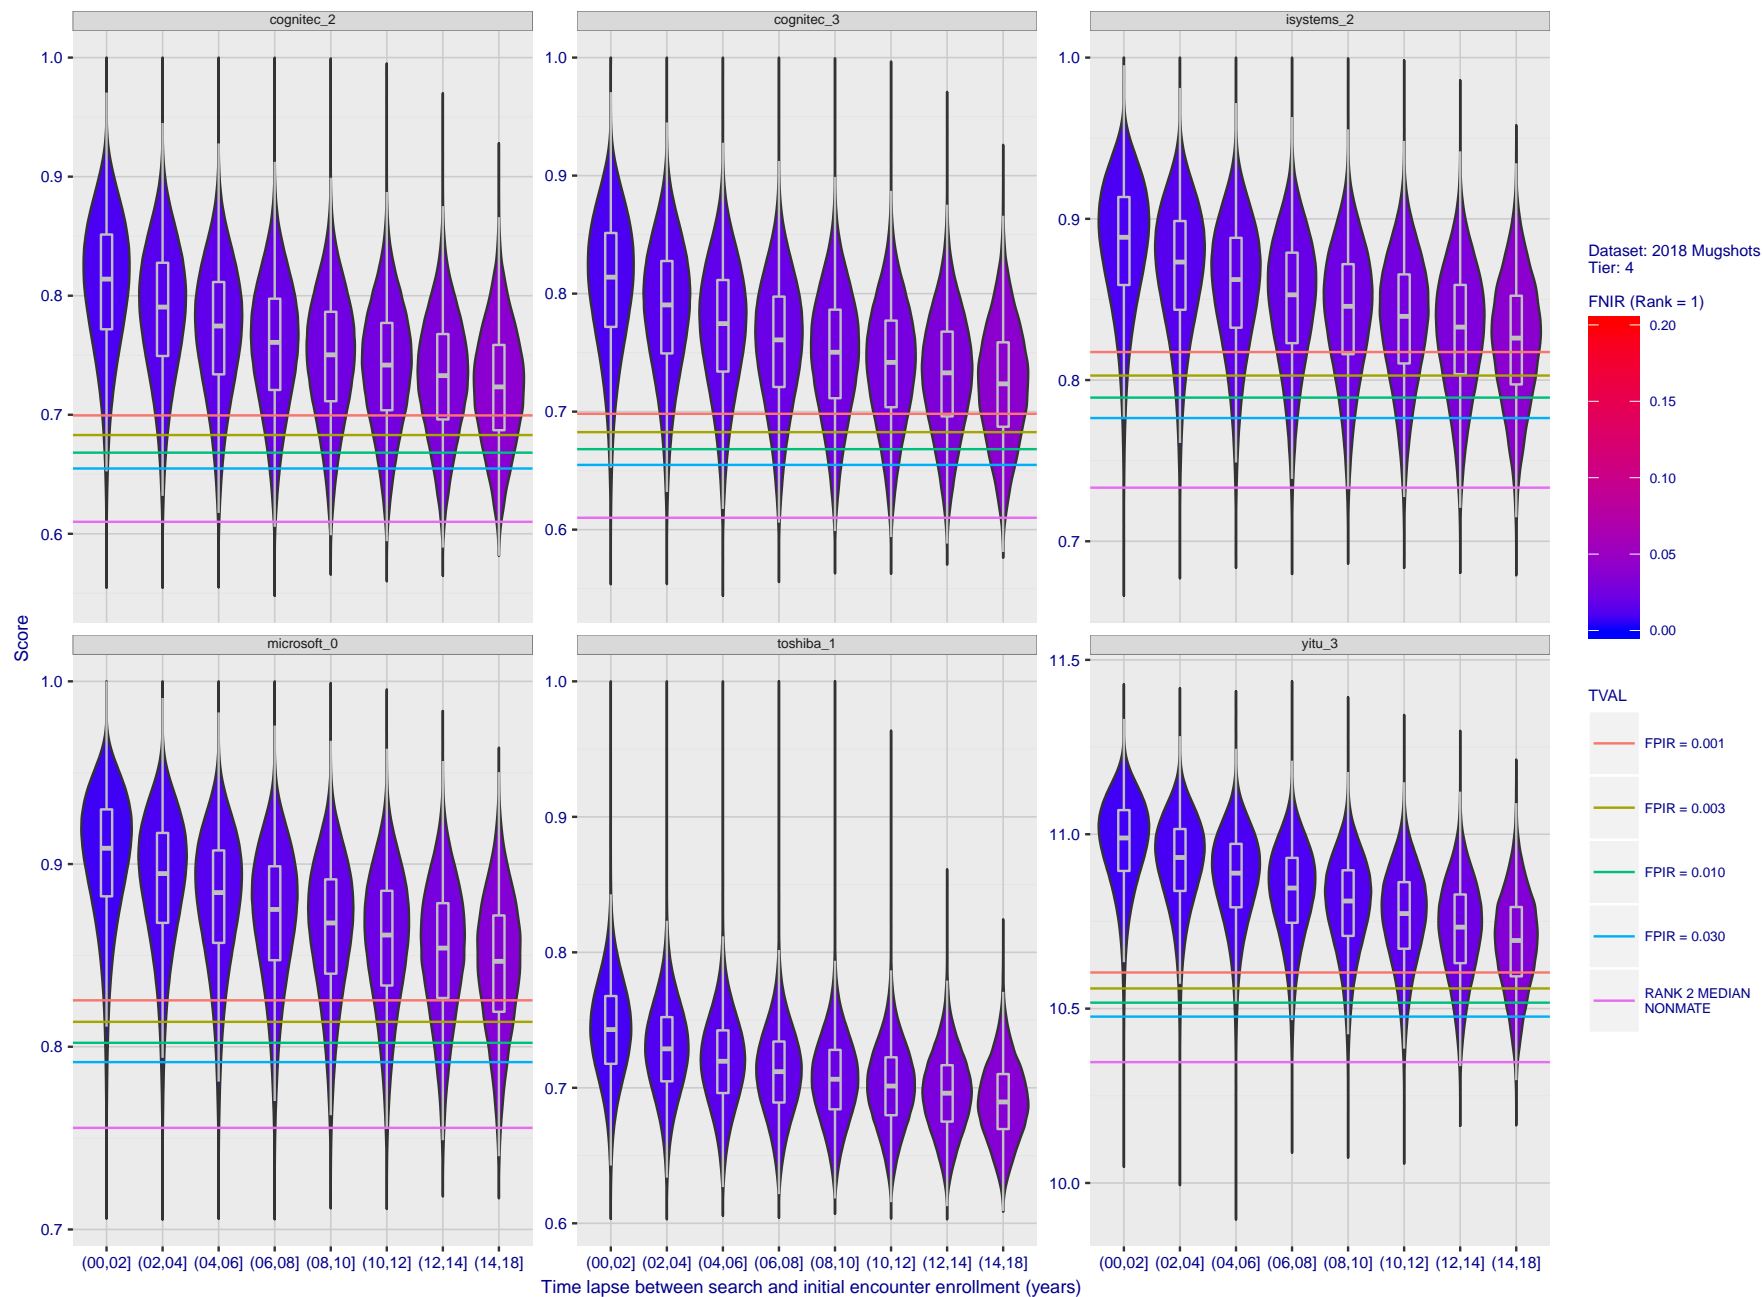 cognitec_2
cognitec_3
isystems_2
1.0
0.9
0.8
0.7
0.6
1.0
0.9
0.8
0.7
0.6
1.0
0.9
0.8
0.7
Dataset: 2018 Mugshots
Tier: 4
FNIR (Rank = 1)
0.20
0.15
0.10
0.05
0.00
Score
microsoft_0
toshiba_1
yitu_3
1.0
0.9
0.8
0.7
1.0
0.9
0.8
0.7
0.6
11.5
11.0
10.5
10.0
TVAL
FPIR = 0.001
FPIR = 0.003
FPIR = 0.010
FPIR = 0.030
RANK 2 MEDIAN
NONMATE
(00,02] (02,04] (04,06] (06,08] (08,10] (10,12] (12,14] (14,18]
(00,02] (02,04] (04,06] (06,08] (08,10] (10,12] (12,14] (14,18]
(00,02] (02,04] (04,06] (06,08] (08,10] (10,12] (12,14] (14,18]
Time lapse between search and initial encounter enrollment (years)